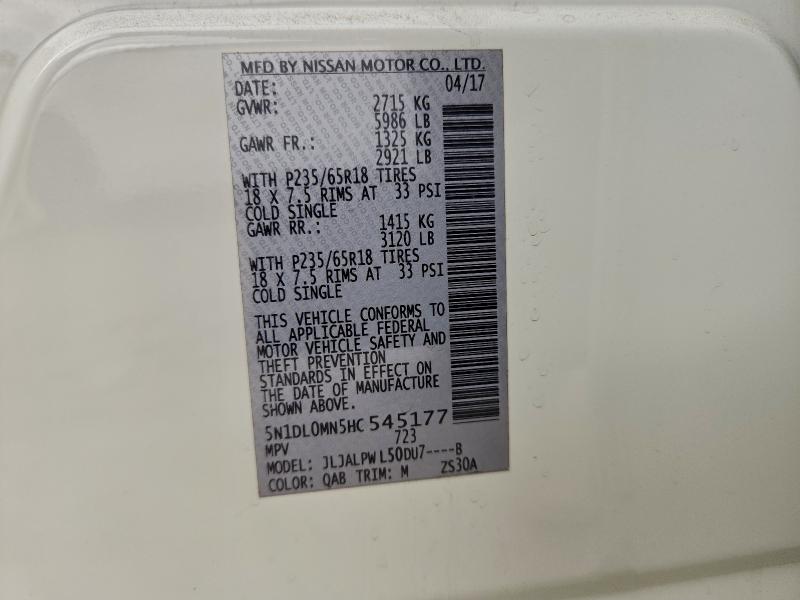 MFD BY NISSAN MOTOR CO., LTD.
DATE: 04/17
GVWR: 2715 KG
5986 LB
GAWR FR.: 1325 KG
2921 LB
WITH P235/65R18 TIRES
18 X 7.5 RIMS AT 33 PSI
COLD SINGLE
GAWR RR.: 1415 KG
3120 LB
WITH P235/65R18 TIRES
18 X 7.5 RIMS AT 33 PSI
COLD SINGLE
THIS VEHICLE CONFORMS TO
ALL APPLICABLE FEDERAL
MOTOR VEHICLE SAFETY AND
THEFT PREVENTION
STANDARDS IN EFFECT ON
THE DATE OF MANUFACTURE
SHOWN ABOVE.
5N1DL0MN5HC 545177
MPV 723
MODEL: JLJALPW L50DU7----B
COLOR: QAB TRIM: M ZS30A